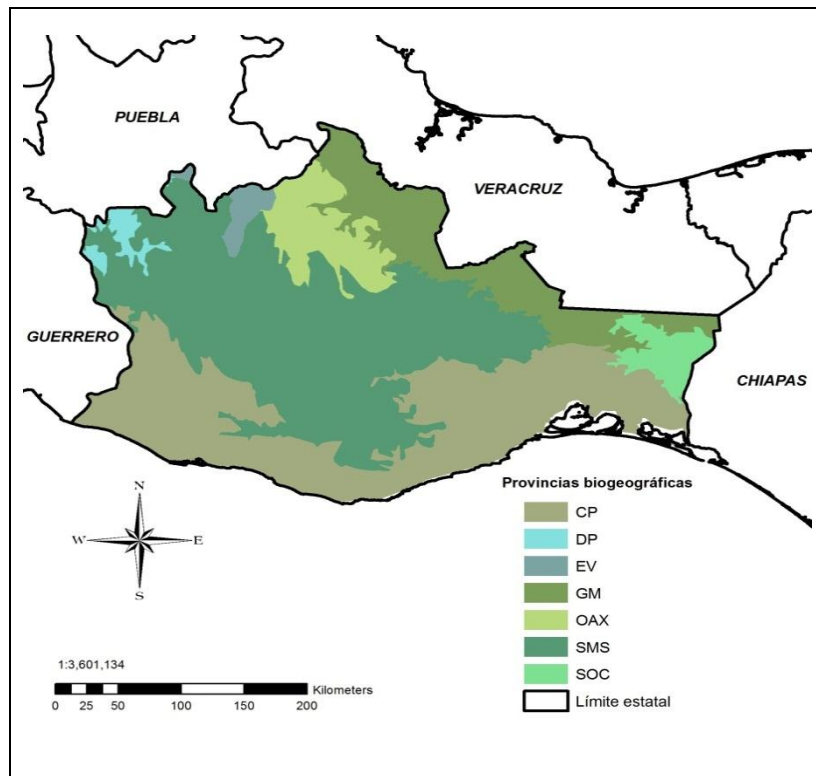 PUEBLA
VERACRUZ
GUERRERO
CHIAPAS
Provincias biogeográficas
CP
DP
EV
GM
OAX
SMS
SOC
Límite estatal
N
W E
S
1:3,601,134
Kilometers
0 25 50 100 150 200